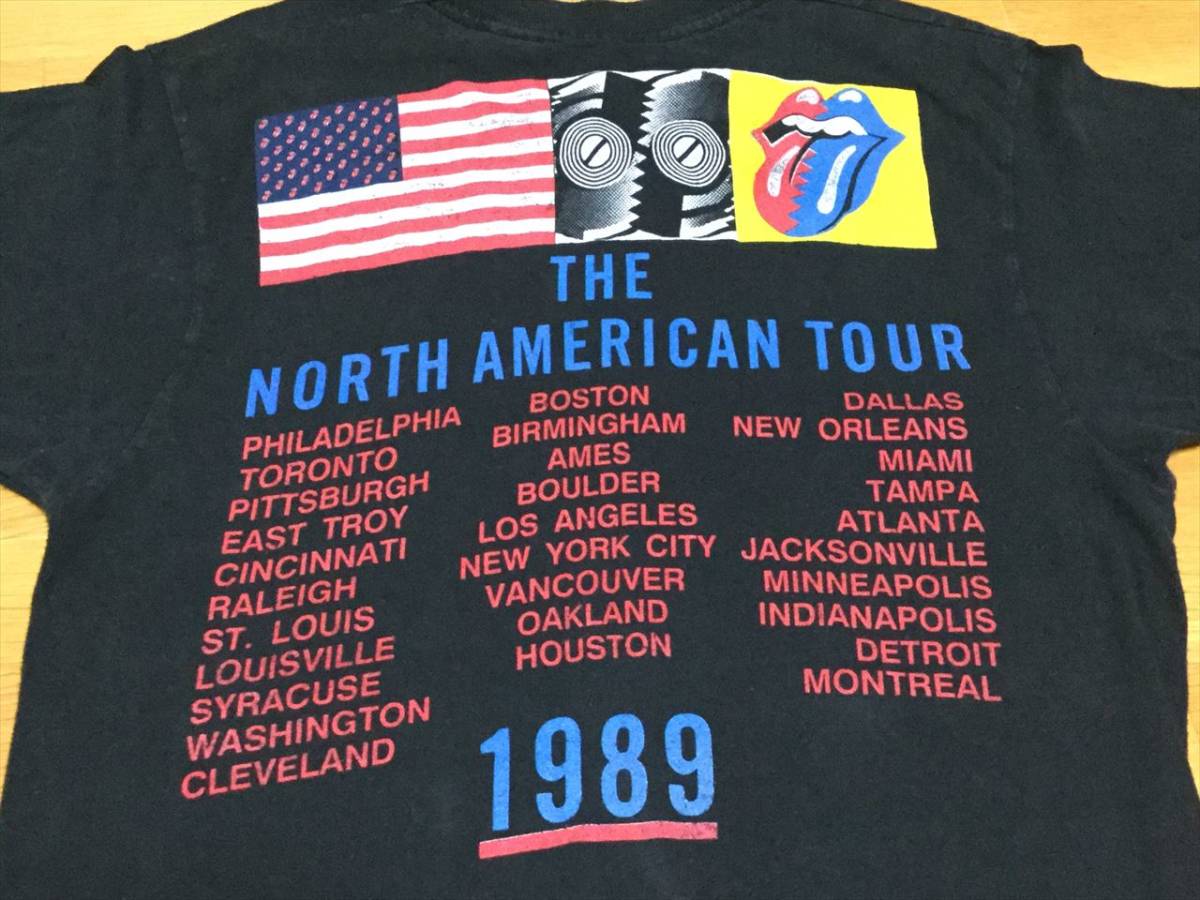 THE
NORTH AMERICAN TOUR
PHILADELPHIA
TORONTO
PITTSBURGH
EAST TROY
CINCINNATI
RALEIGH
ST. LOUIS
LOUISVILLE
SYRACUSE
WASHINGTON
CLEVELAND
BOSTON
BIRMINGHAM
AMES
BOULDER
LOS ANGELES
NEW YORK CITY
VANCOUVER
OAKLAND
HOUSTON
DALLAS
NEW ORLEANS
MIAMI
TAMPA
ATLANTA
JACKSONVILLE
MINNEAPOLIS
INDIANAPOLIS
DETROIT
MONTREAL
1989